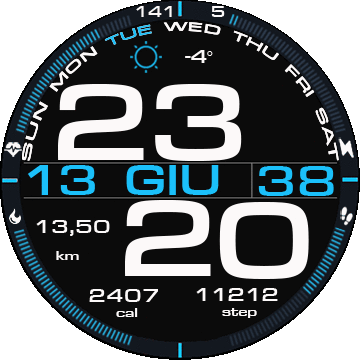 141 5
SUN MON TUE WED THU FRI SAT
-4°
23
13 GIU 38
20
13,50
km
2407 11212
cal step